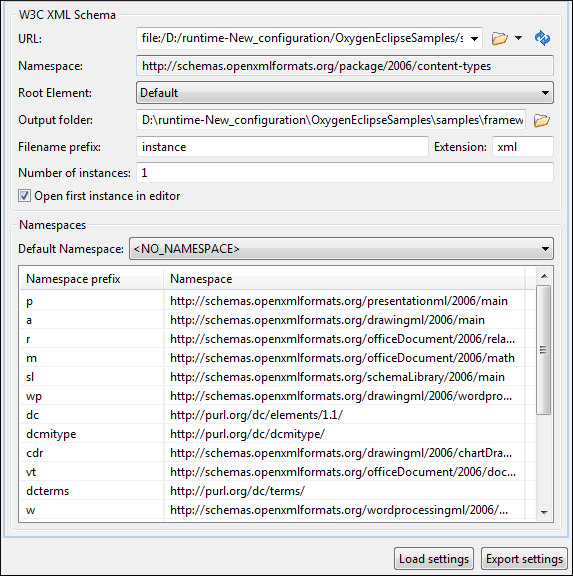 W3C XML Schema
URL: file:/D:/runtime-New_configuration/OxygenEclipseSamples/s
Namespace: http://schemas.openxmlformats.org/package/2006/content-types
Root Element: Default
Output folder: D:\runtime-New_configuration\OxygenEclipseSamples\samples\framew
Filename prefix: instance Extension: xml
Number of instances: 1
Open first instance in editor
Namespaces
Default Namespace: <NO_NAMESPACE>
Namespace prefix Namespace
p http://schemas.openxmlformats.org/presentationml/2006/main
a http://schemas.openxmlformats.org/drawingml/2006/main
r http://schemas.openxmlformats.org/officeDocument/2006/rela...
m http://schemas.openxmlformats.org/officeDocument/2006/math
sl http://schemas.openxmlformats.org/schemaLibrary/2006/main
wp http://schemas.openxmlformats.org/drawingml/2006/wordpro...
dc http://purl.org/dc/elements/1.1/
dcmitype http://purl.org/dc/dcmitype/
cdr http://schemas.openxmlformats.org/drawingml/2006/chartDra...
vt http://schemas.openxmlformats.org/officeDocument/2006/doc...
dcterms http://purl.org/dc/terms/
w http://schemas.openxmlformats.org/wordprocessingml/2006/...
Load settings Export settings